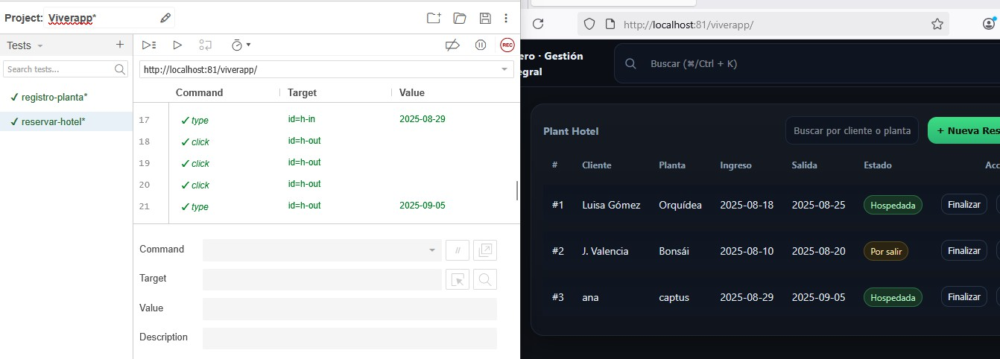 Project: Viverapp*
Tests
Search tests...
✓ registro-planta*
✓ reservar-hotel*
REC
http://localhost:81/viverapp/
Command Target Value
17 ✓ type id=h-in 2025-08-29
18 ✓ click id=h-out
19 ✓ click id=h-out
20 ✓ click id=h-out
21 ✓ type id=h-out 2025-09-05
Command //
Target
Value
Description
http://localhost:81/viverapp/
ero · Gestión
egral
Buscar (⌘/Ctrl + K)
Plant Hotel
Buscar por cliente o planta
+ Nueva Res
# Cliente Planta Ingreso Salida Estado Acc
#1 Luisa Gómez Orquídea 2025-08-18 2025-08-25 Hospedada Finalizar
#2 J. Valencia Bonsái 2025-08-10 2025-08-20 Por salir Finalizar
#3 ana captus 2025-08-29 2025-09-05 Hospedada Finalizar